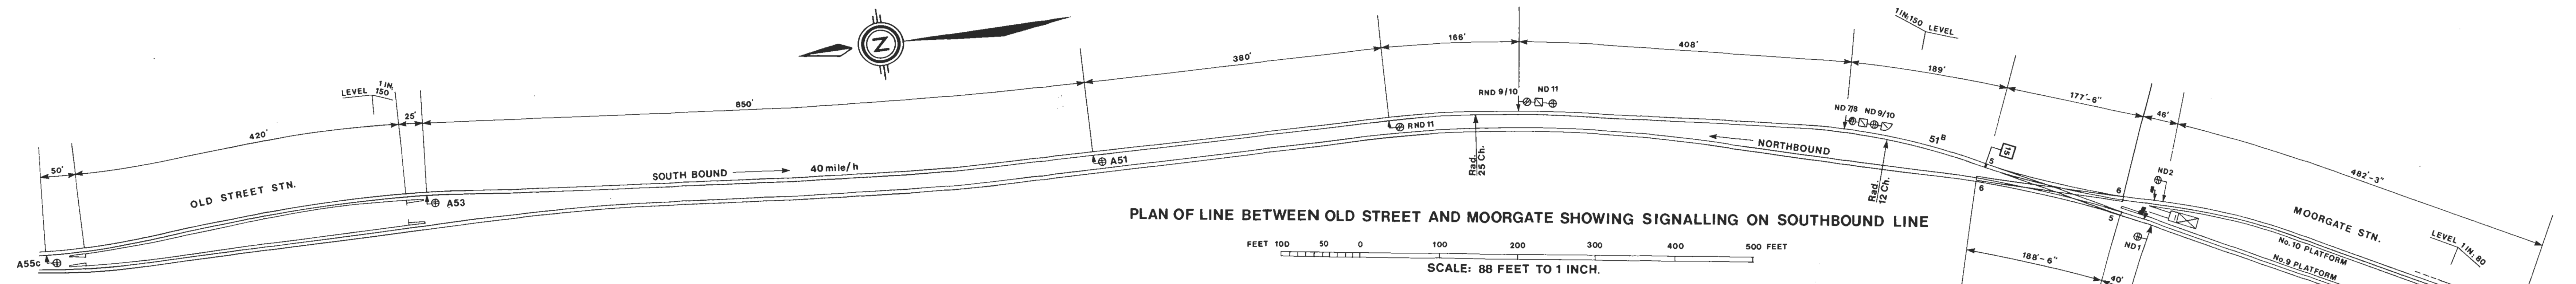 1 IN 150 LEVEL
166'
408'
380'
189'
1 IN.
LEVEL 150
RND 9/10 ND 11
177'-6"
46'
850'
25'
ND 7/8 ND 9/10
420'
RND 11
51B
15
5
50'
A51
NORTHBOUND
ND2
482'-3"
SOUTH BOUND 40 mile/h
Rad. 25 Ch.
OLD STREET STN.
Rad. 12 Ch.
6
6
A53
5
MOORGATE STN.
PLAN OF LINE BETWEEN OLD STREET AND MOORGATE SHOWING SIGNALLING ON SOUTHBOUND LINE
ND1
No.10 PLATFORM
LEVEL 1 IN. 80
FEET 100 50 0 100 200 300 400 500 FEET
188'-6"
No.9 PLATFORM
A55c
SCALE: 88 FEET TO 1 INCH.
40'
Z